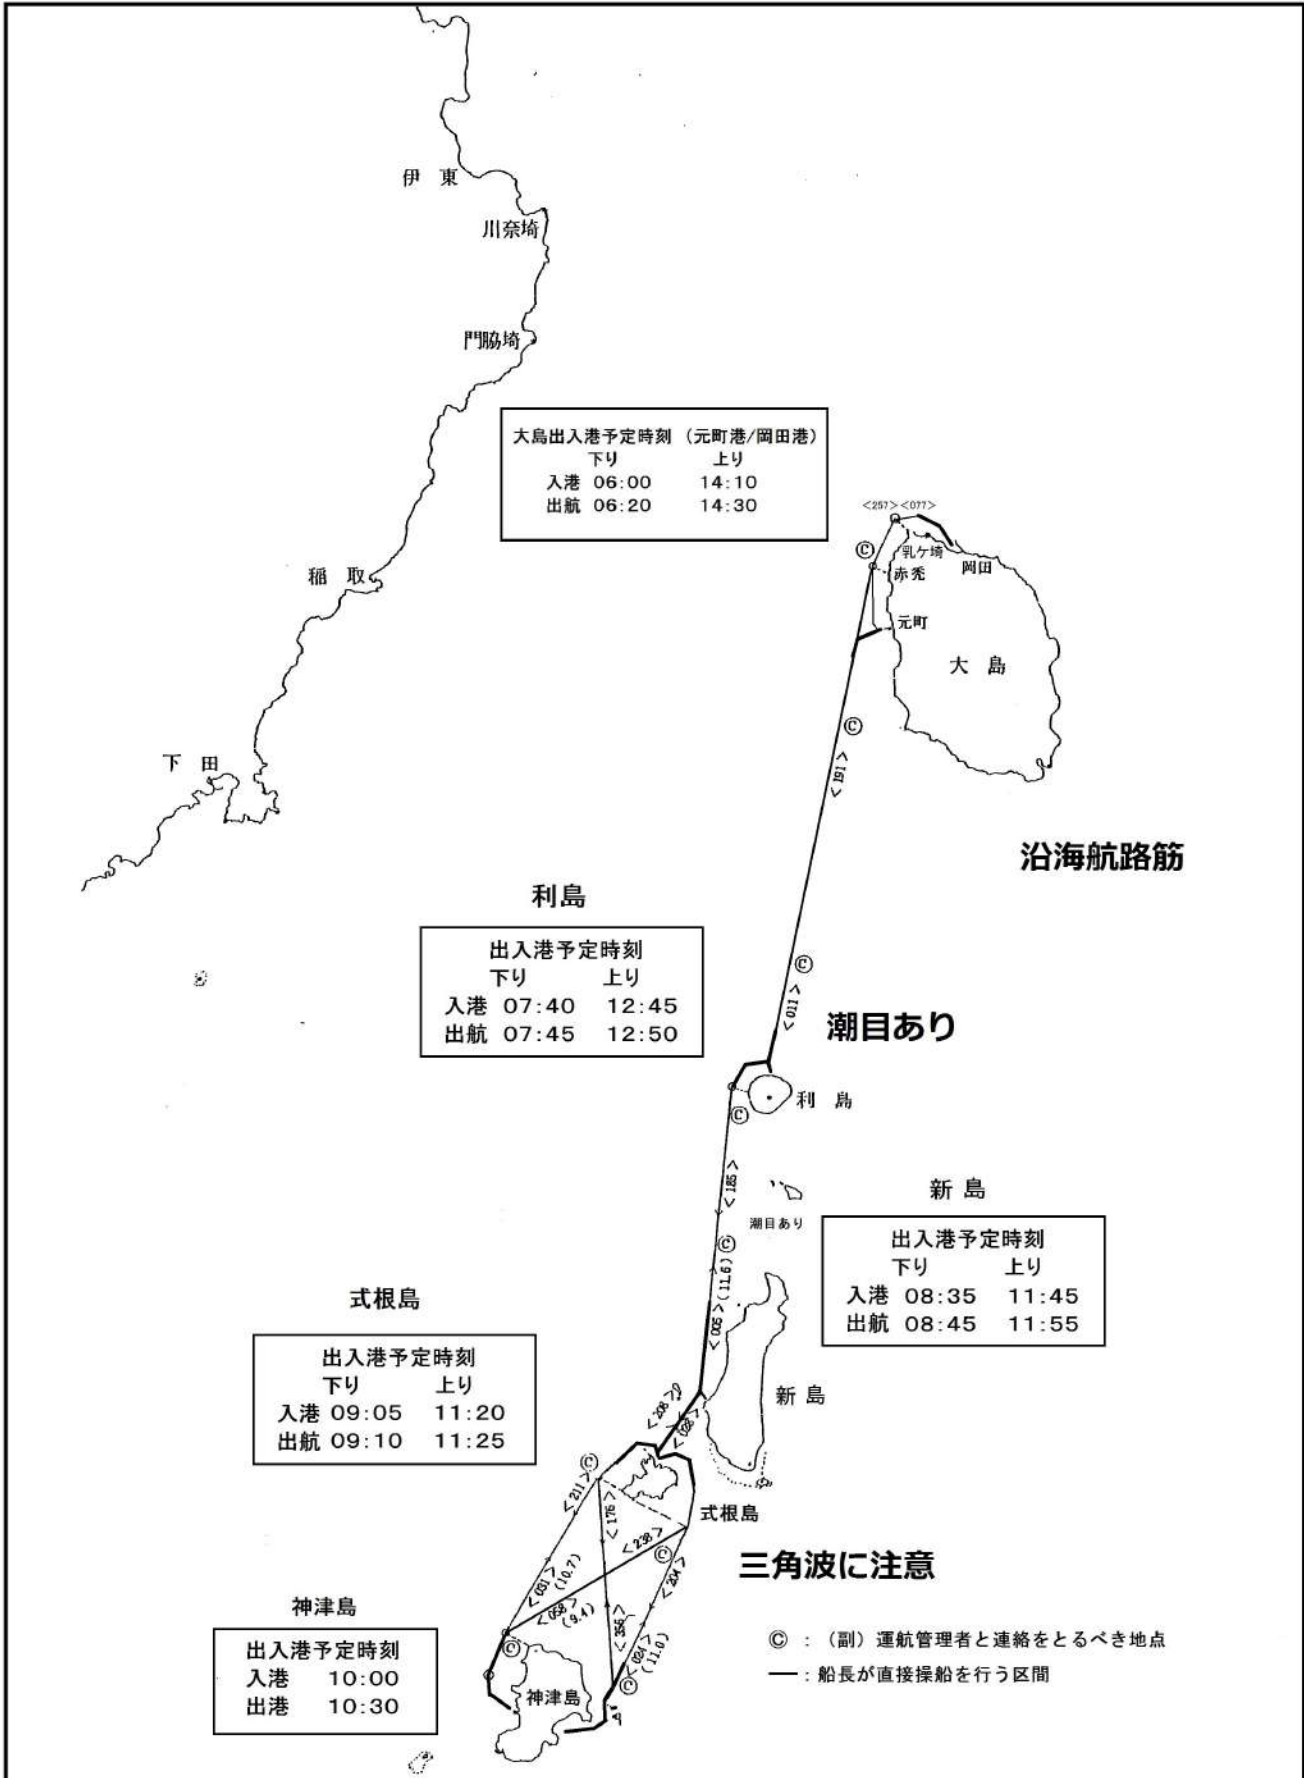 伊 東
川奈埼
門脇埼
大島出入港予定時刻 (元町港/岡田港)
下り 上り
入港 06:00 14:10
出航 06:20 14:30
<257><077>
Ⓒ
乳ケ埼
岡田
赤禿
稲 取
元町
大 島
Ⓒ
下 田
<191>
沿海航路筋
利島
出入港予定時刻
下り 上り
入港 07:40 12:45
出航 07:45 12:50
Ⓒ
<011>
潮目あり
利 島
Ⓒ
<185>
潮目あり
Ⓒ
<005>(11.6)
新 島
出入港予定時刻
下り 上り
入港 08:35 11:45
出航 08:45 11:55
式根島
出入港予定時刻
下り 上り
入港 09:05 11:20
出航 09:10 11:25
新 島
<208>
<028>
Ⓒ
<211>
<176>
式根島
<238>
Ⓒ
<204>
三角波に注意
<031>
(10.7)
<058>
(9.4)
<356>
<024>
(11.0)
神津島
出入港予定時刻
入港 10:00
出港 10:30
Ⓒ
Ⓒ
神津島
Ⓒ : (副) 運航管理者と連絡をとるべき地点
― : 船長が直接操船を行う区間